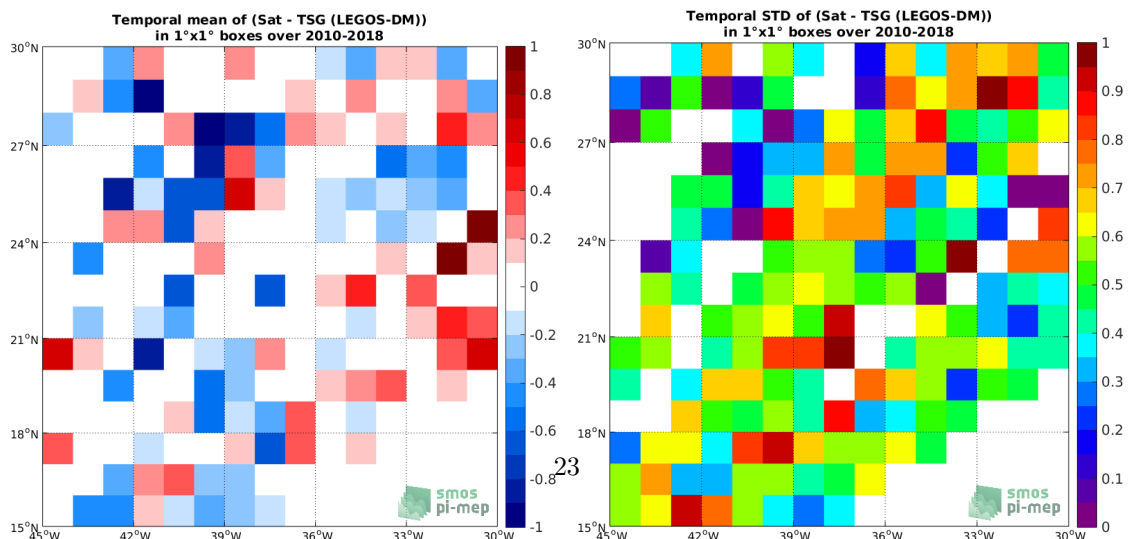 Temporal mean of (Sat - TSG (LEGOS-DM))
in 1°x1° boxes over 2010-2018
30°N
27°N
24°N
21°N
18°N
15°N
45°W
42°W
39°W
36°W
33°W
30°W
1
0.8
0.6
0.4
0.2
0
-0.2
-0.4
-0.6
-0.8
-1
smos
pi-mep
23
Temporal STD of (Sat - TSG (LEGOS-DM))
in 1°x1° boxes over 2010-2018
30°N
27°N
24°N
21°N
18°N
15°N
45°W
42°W
39°W
36°W
33°W
30°W
1
0.9
0.8
0.7
0.6
0.5
0.4
0.3
0.2
0.1
0
smos
pi-mep